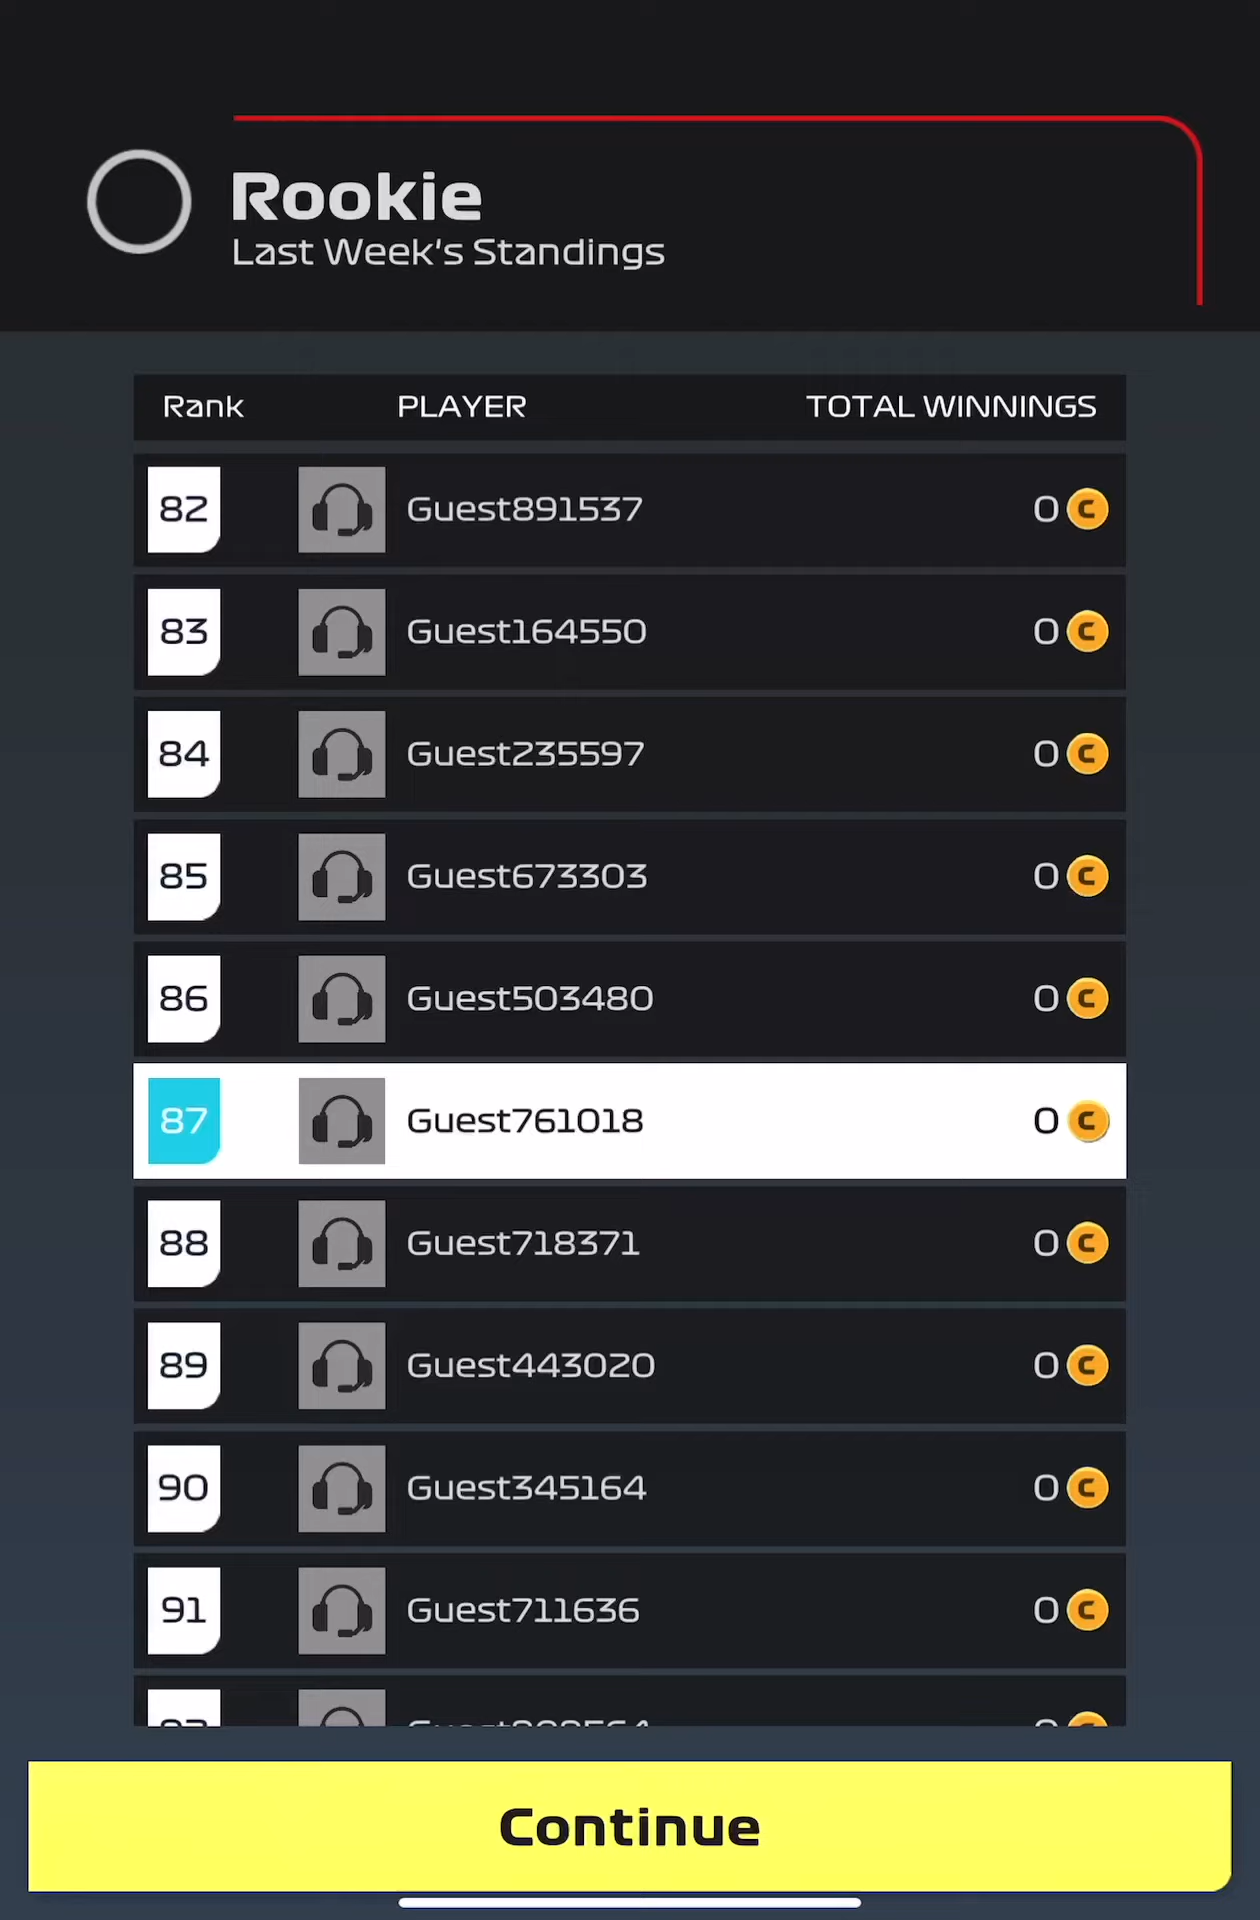 Rookie
Last Week's Standings
Rank PLAYER TOTAL WINNINGS
82 Guest891537 0 C
83 Guest164550 0 C
84 Guest235597 0 C
85 Guest673303 0 C
86 Guest503480 0 C
87 Guest761018 0 C
88 Guest718371 0 C
89 Guest443020 0 C
90 Guest345164 0 C
91 Guest711636 0 C
Continue